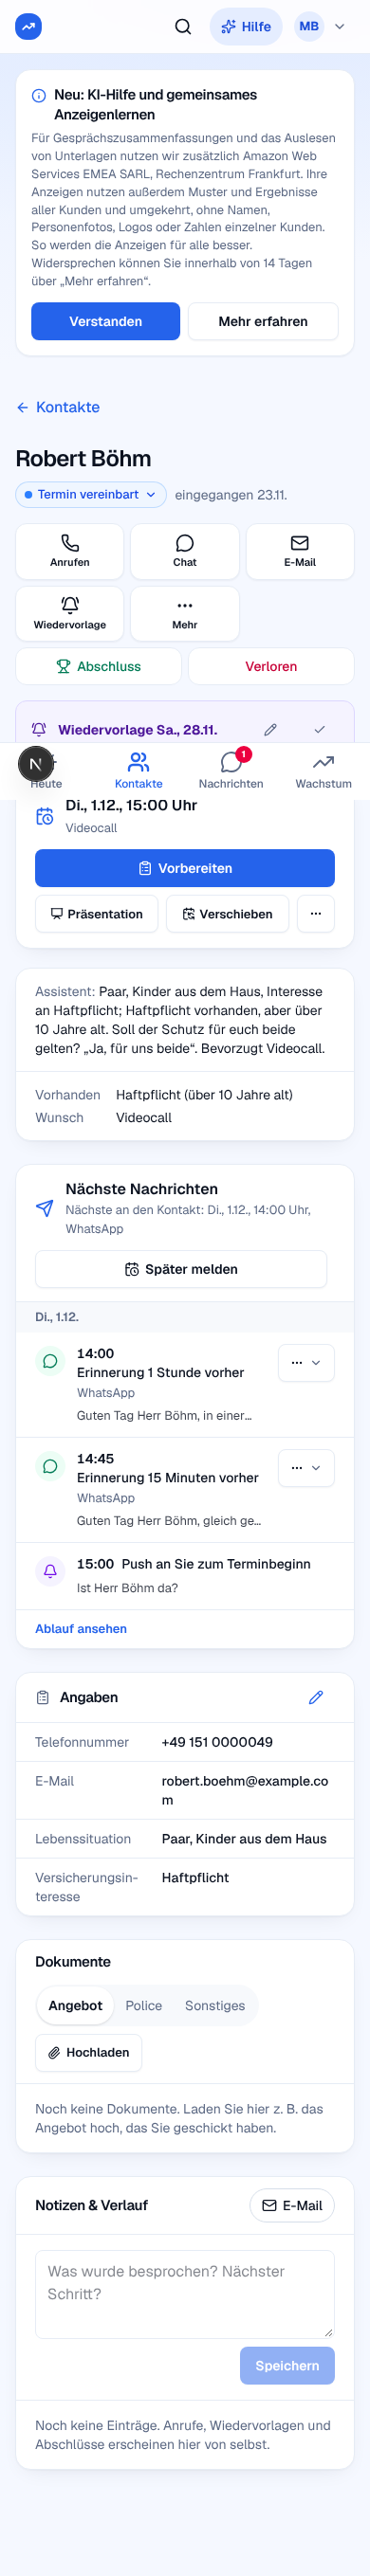 Hilfe
MB
Neu: KI-Hilfe und gemeinsames
Anzeigenlernen
Für Gesprächszusammenfassungen und das Auslesen
von Unterlagen nutzen wir zusätzlich Amazon Web
Services EMEA SARL, Rechenzentrum Frankfurt. Ihre
Anzeigen nutzen außerdem Muster und Ergebnisse
aller Kunden und umgekehrt, ohne Namen,
Personenfotos, Logos oder Zahlen einzelner Kunden.
So werden die Anzeigen für alle besser.
Widersprechen können Sie innerhalb von 14 Tagen
über „Mehr erfahren“.
Verstanden
Mehr erfahren
Kontakte
Robert Böhm
Termin vereinbart
eingegangen 23.11.
Anrufen
Chat
E-Mail
Wiedervorlage
Mehr
Abschluss
Verloren
Wiedervorlage Sa., 28.11.
N
1
Heute
Kontakte
Nachrichten
Wachstum
Di., 1.12., 15:00 Uhr
Videocall
Vorbereiten
Präsentation
Verschieben
Assistent: Paar, Kinder aus dem Haus, Interesse
an Haftpflicht; Haftpflicht vorhanden, aber über
10 Jahre alt. Soll der Schutz für euch beide
gelten? „Ja, für uns beide“. Bevorzugt Videocall.
Vorhanden Haftpflicht (über 10 Jahre alt)
Wunsch Videocall
Nächste Nachrichten
Nächste an den Kontakt: Di., 1.12., 14:00 Uhr,
WhatsApp
Später melden
Di., 1.12.
14:00
Erinnerung 1 Stunde vorher
WhatsApp
Guten Tag Herr Böhm, in einer…
14:45
Erinnerung 15 Minuten vorher
WhatsApp
Guten Tag Herr Böhm, gleich ge…
15:00 Push an Sie zum Terminbeginn
Ist Herr Böhm da?
Ablauf ansehen
Angaben
Telefonnummer +49 151 0000049
E-Mail robert.boehm@example.co
m
Lebenssituation Paar, Kinder aus dem Haus
Versicherungsin- Haftpflicht
teresse
Dokumente
Angebot Police Sonstiges
Hochladen
Noch keine Dokumente. Laden Sie hier z. B. das
Angebot hoch, das Sie geschickt haben.
Notizen & Verlauf
E-Mail
Was wurde besprochen? Nächster
Schritt?
Speichern
Noch keine Einträge. Anrufe, Wiedervorlagen und
Abschlüsse erscheinen hier von selbst.